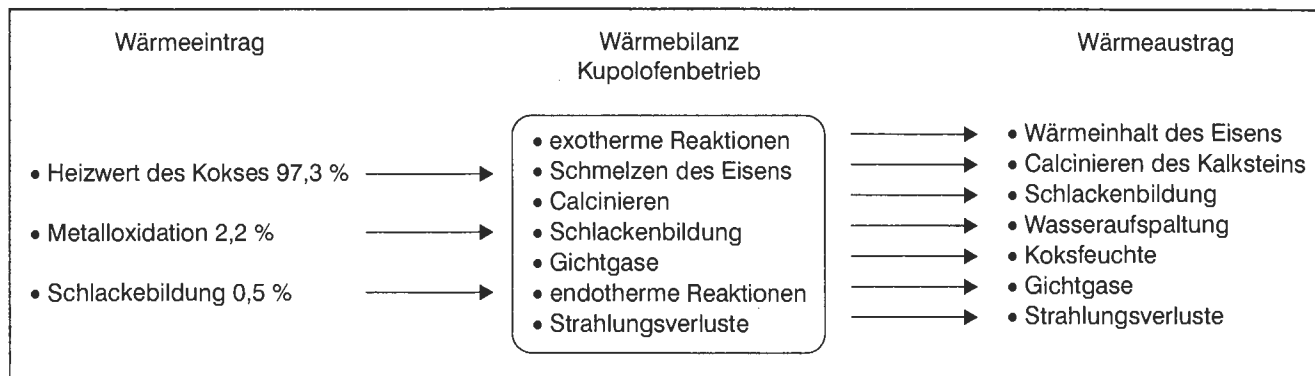 Wärmeeintrag
Wärmebilanz
Kupolofenbetrieb
Wärmeaustrag
• Heizwert des Kokses 97,3 %
• Metalloxidation 2,2 %
• Schlackebildung 0,5 %
• exotherme Reaktionen
• Schmelzen des Eisens
• Calcinieren
• Schlackenbildung
• Gichtgase
• endotherme Reaktionen
• Strahlungsverluste
• Wärmeinhalt des Eisens
• Calcinieren des Kalksteins
• Schlackenbildung
• Wasseraufspaltung
• Koksfeuchte
• Gichtgase
• Strahlungsverluste